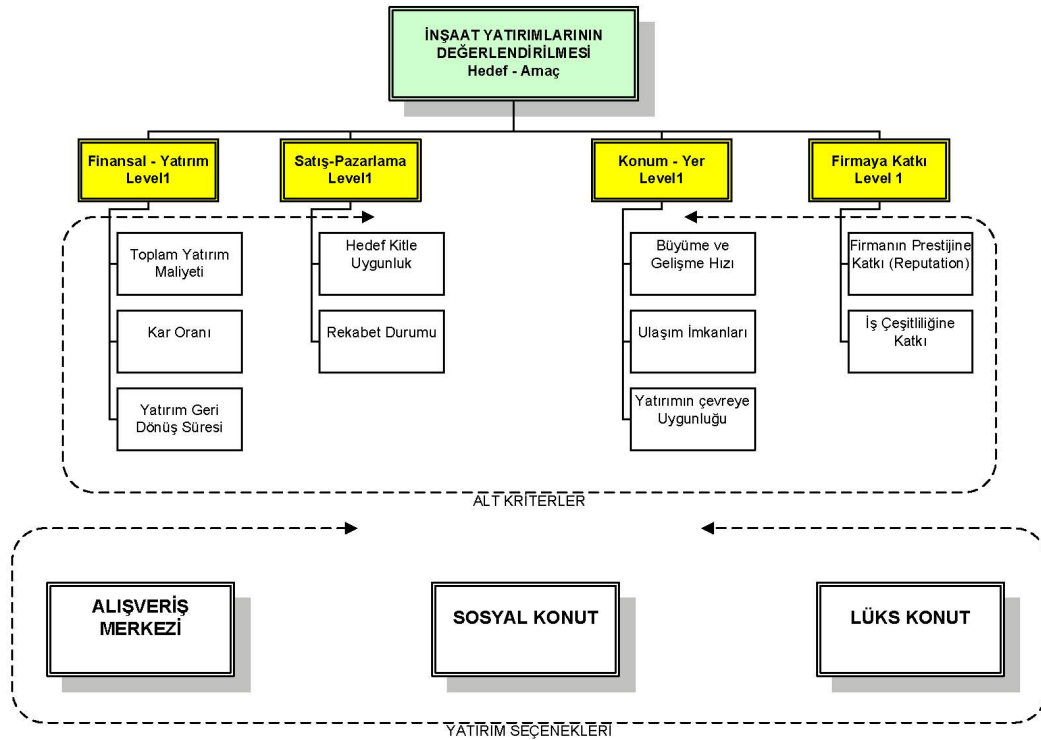 İNŞAAT YATIRIMLARININ
DEĞERLENDİRİLMESİ
Hedef - Amaç
Finansal - Yatırım
Level1
Satış-Pazarlama
Level1
Konum - Yer
Level1
Firmaya Katkı
Level 1
Toplam Yatırım
Maliyeti
Hedef Kitle
Uygunluk
Büyüme ve
Gelişme Hızı
Firmanın Prestijine
Katkı (Reputation)
Kar Oranı
Rekabet Durumu
Ulaşım İmkanları
İş Çeşitliliğine
Katkı
Yatırım Geri
Dönüş Süresi
Yatırımın çevreye
Uygunluğu
ALT KRİTERLER
ALIŞVERİŞ
MERKEZİ
SOSYAL KONUT
LÜKS KONUT
YATIRIM SEÇENEKLERİ